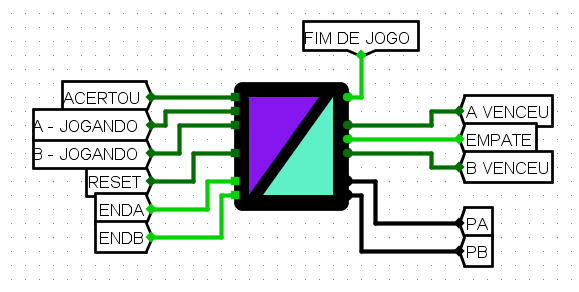 FIM DE JOGO
ACERTOU
A - JOGANDO
B - JOGANDO
RESET
ENDA
ENDB
A VENCEU
EMPATE
B VENCEU
PA
PB